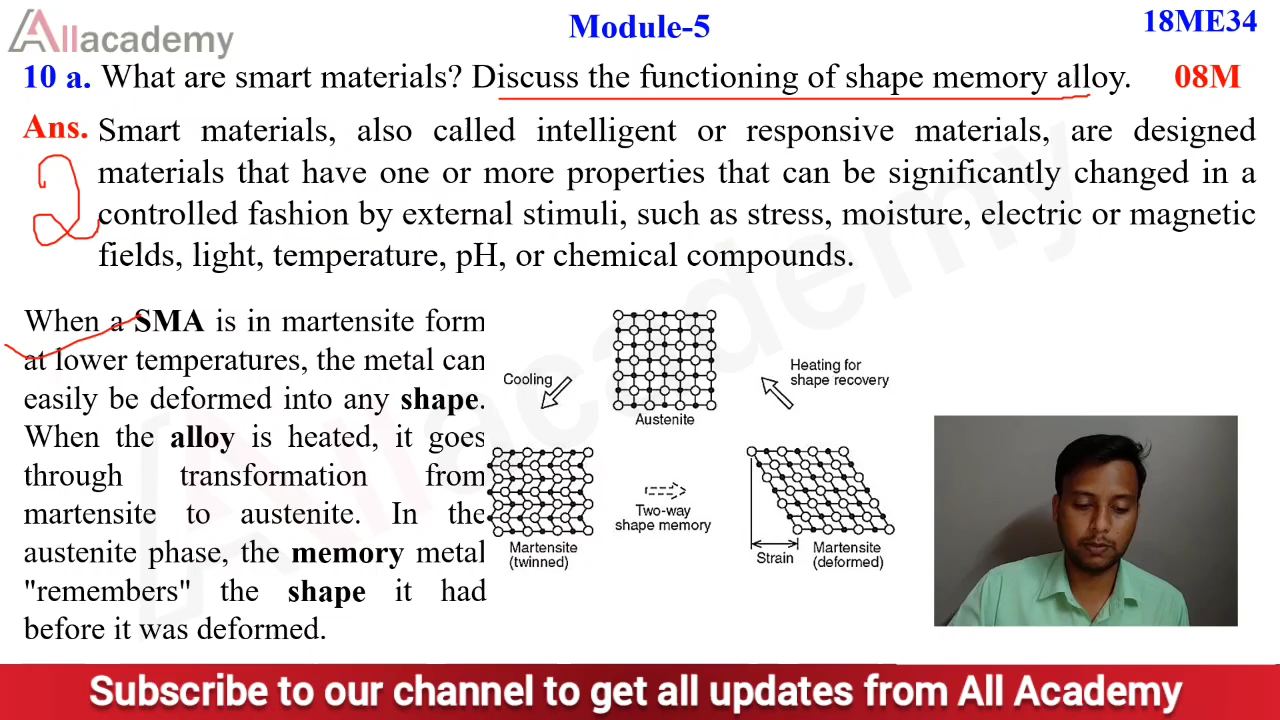 Allacademy
Module-5
18ME34
10 a. What are smart materials? Discuss the functioning of shape memory alloy. 08M
Ans. Smart materials, also called intelligent or responsive materials, are designed
materials that have one or more properties that can be significantly changed in a
2
controlled fashion by external stimuli, such as stress, moisture, electric or magnetic
fields, light, temperature, pH, or chemical compounds.
When a SMA is in martensite form
at lower temperatures, the metal can
easily be deformed into any shape.
When the alloy is heated, it goes
through transformation from
martensite to austenite. In the
austenite phase, the memory metal
"remembers" the shape it had
before it was deformed.
Cooling
Austenite
Heating for
shape recovery
Martensite
(twinned)
Two-way
shape memory
Strain
Martensite
(deformed)
Allacademy
Subscribe to our channel to get all updates from All Academy